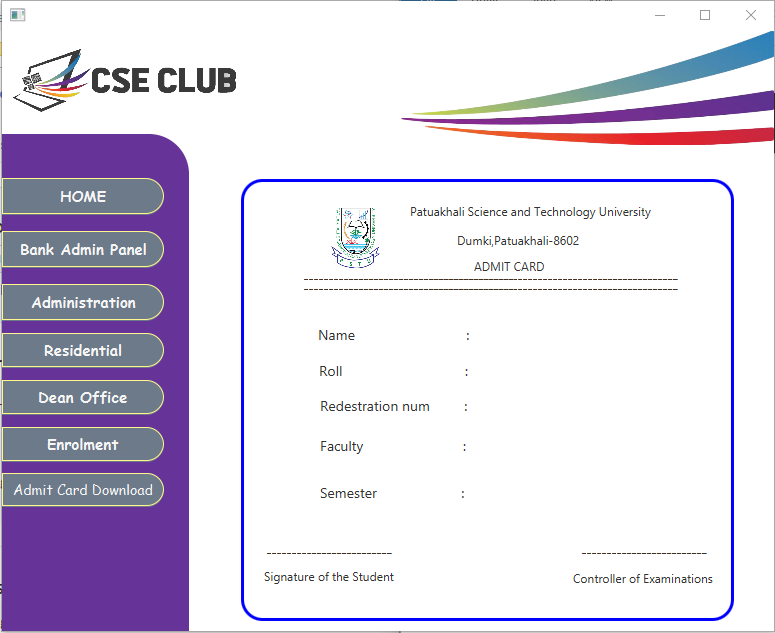 CSE CLUB
HOME
Bank Admin Panel
Administration
Residential
Dean Office
Enrolment
Admit Card Download
Patuakhali Science and Technology University
Dumki,Patuakhali-8602
ADMIT CARD
Name :
Roll :
Redestration num :
Faculty :
Semester :
Signature of the Student
Controller of Examinations